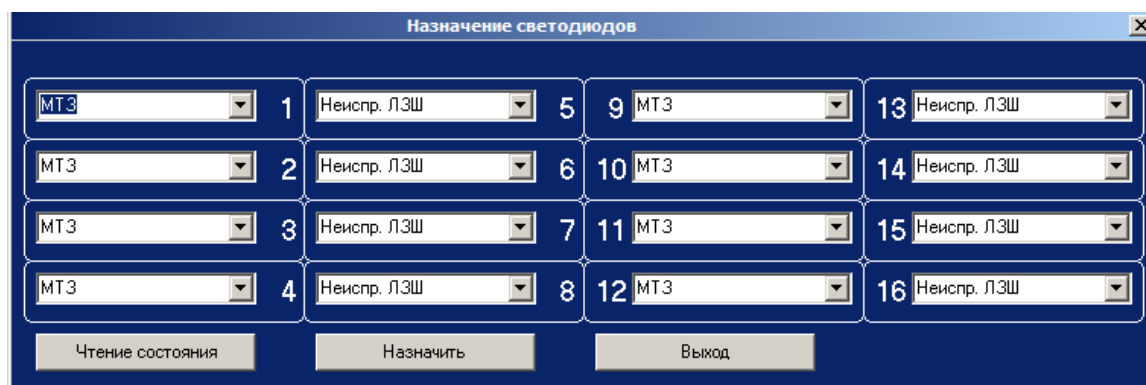 Назначение светодиодов
МТЗ 1 Неиспр. ЛЗШ 5 9 МТЗ 13 Неиспр. ЛЗШ
МТЗ 2 Неиспр. ЛЗШ 6 10 МТЗ 14 Неиспр. ЛЗШ
МТЗ 3 Неиспр. ЛЗШ 7 11 МТЗ 15 Неиспр. ЛЗШ
МТЗ 4 Неиспр. ЛЗШ 8 12 МТЗ 16 Неиспр. ЛЗШ
Чтение состояния Назначить Выход